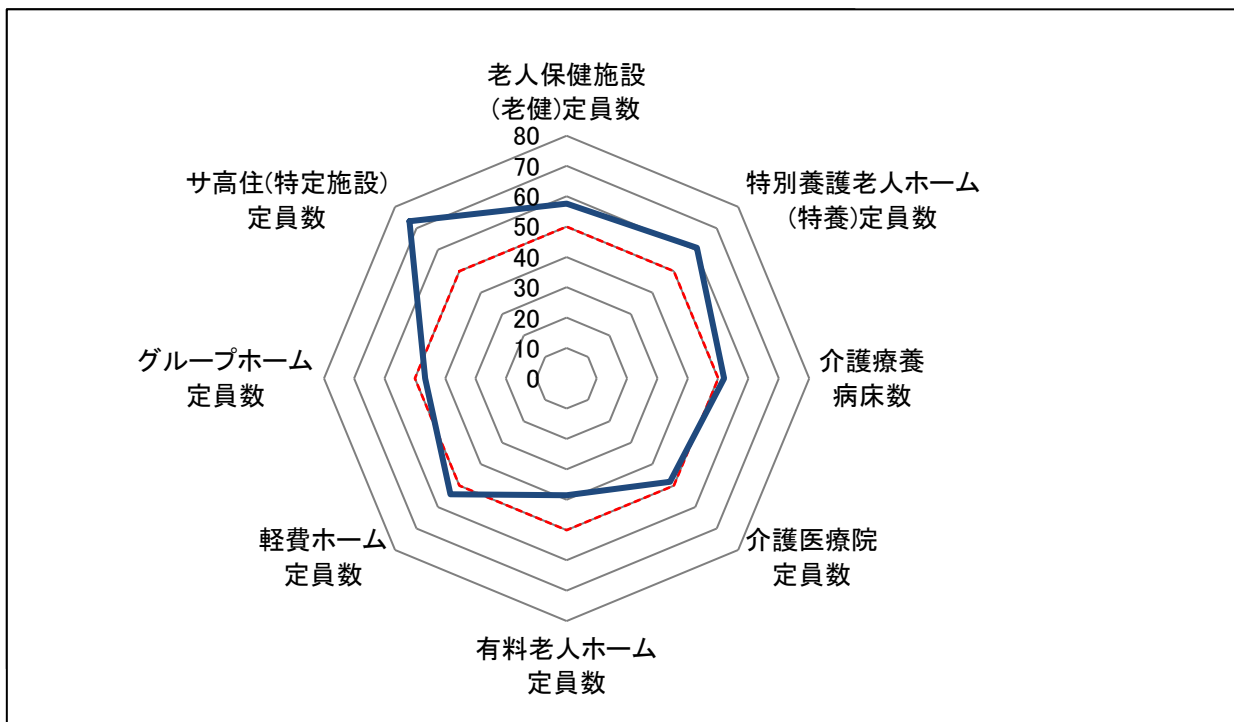 老人保健施設
(老健)定員数
特別養護老人ホーム
(特養)定員数
介護療養
病床数
介護医療院
定員数
有料老人ホーム
定員数
軽費ホーム
定員数
グループホーム
定員数
サ高住(特定施設)
定員数
80
70
60
50
40
30
20
10
0